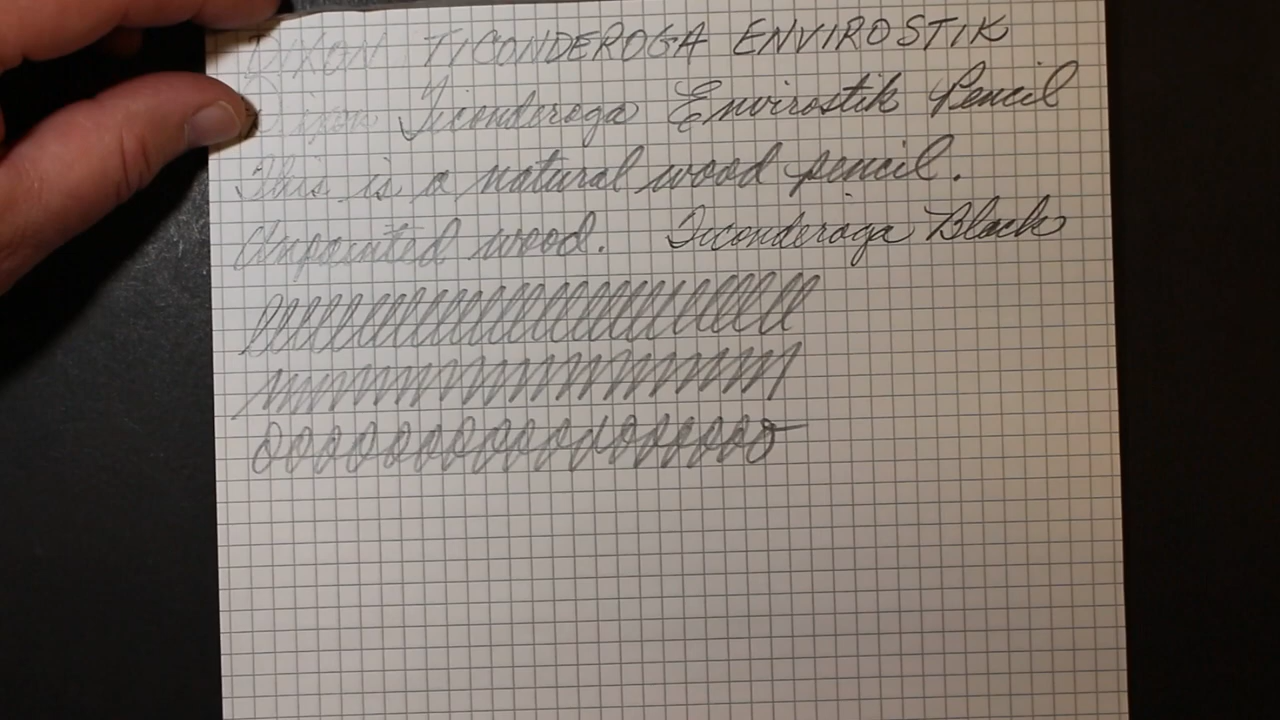 DIXON TICONDEROGA ENVIROSTIK
Dixon Ticonderoga Envirostik Pencil
This is a natural wood pencil.
Unpainted wood. Ticonderoga Black